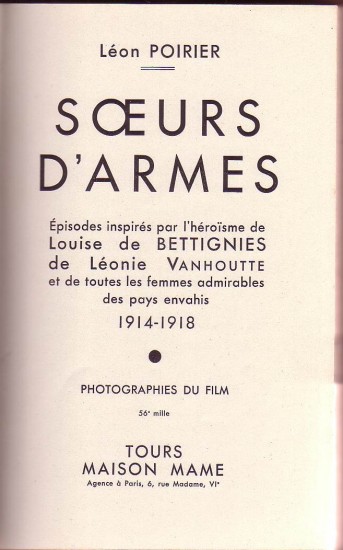 Léon POIRIER
SŒURS
D'ARMES
Épisodes inspirés par l'héroïsme de
Louise de BETTIGNIES
de Léonie VANHOUTTE
et de toutes les femmes admirables
des pays envahis
1914-1918
PHOTOGRAPHIES DU FILM
56e mille
TOURS
MAISON MAME
Agence à Paris, 6, rue Madame, VIe